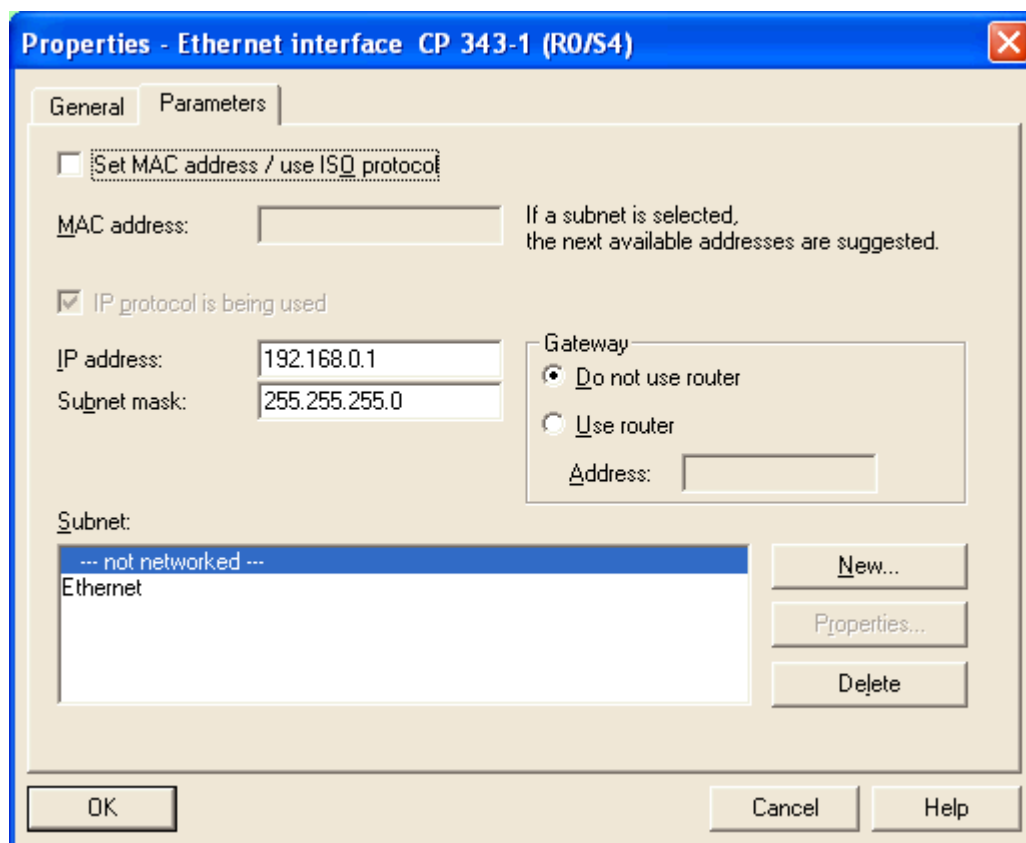 Properties - Ethernet interface CP 343-1 (R0/S4)
General
Parameters
Set MAC address / use ISO protocol
MAC address:
If a subnet is selected,
the next available addresses are suggested.
IP protocol is being used
IP address:
192.168.0.1
Subnet mask:
255.255.255.0
Gateway
Do not use router
Use router
Address:
Subnet:
--- not networked ---
Ethernet
New...
Properties...
Delete
OK
Cancel
Help